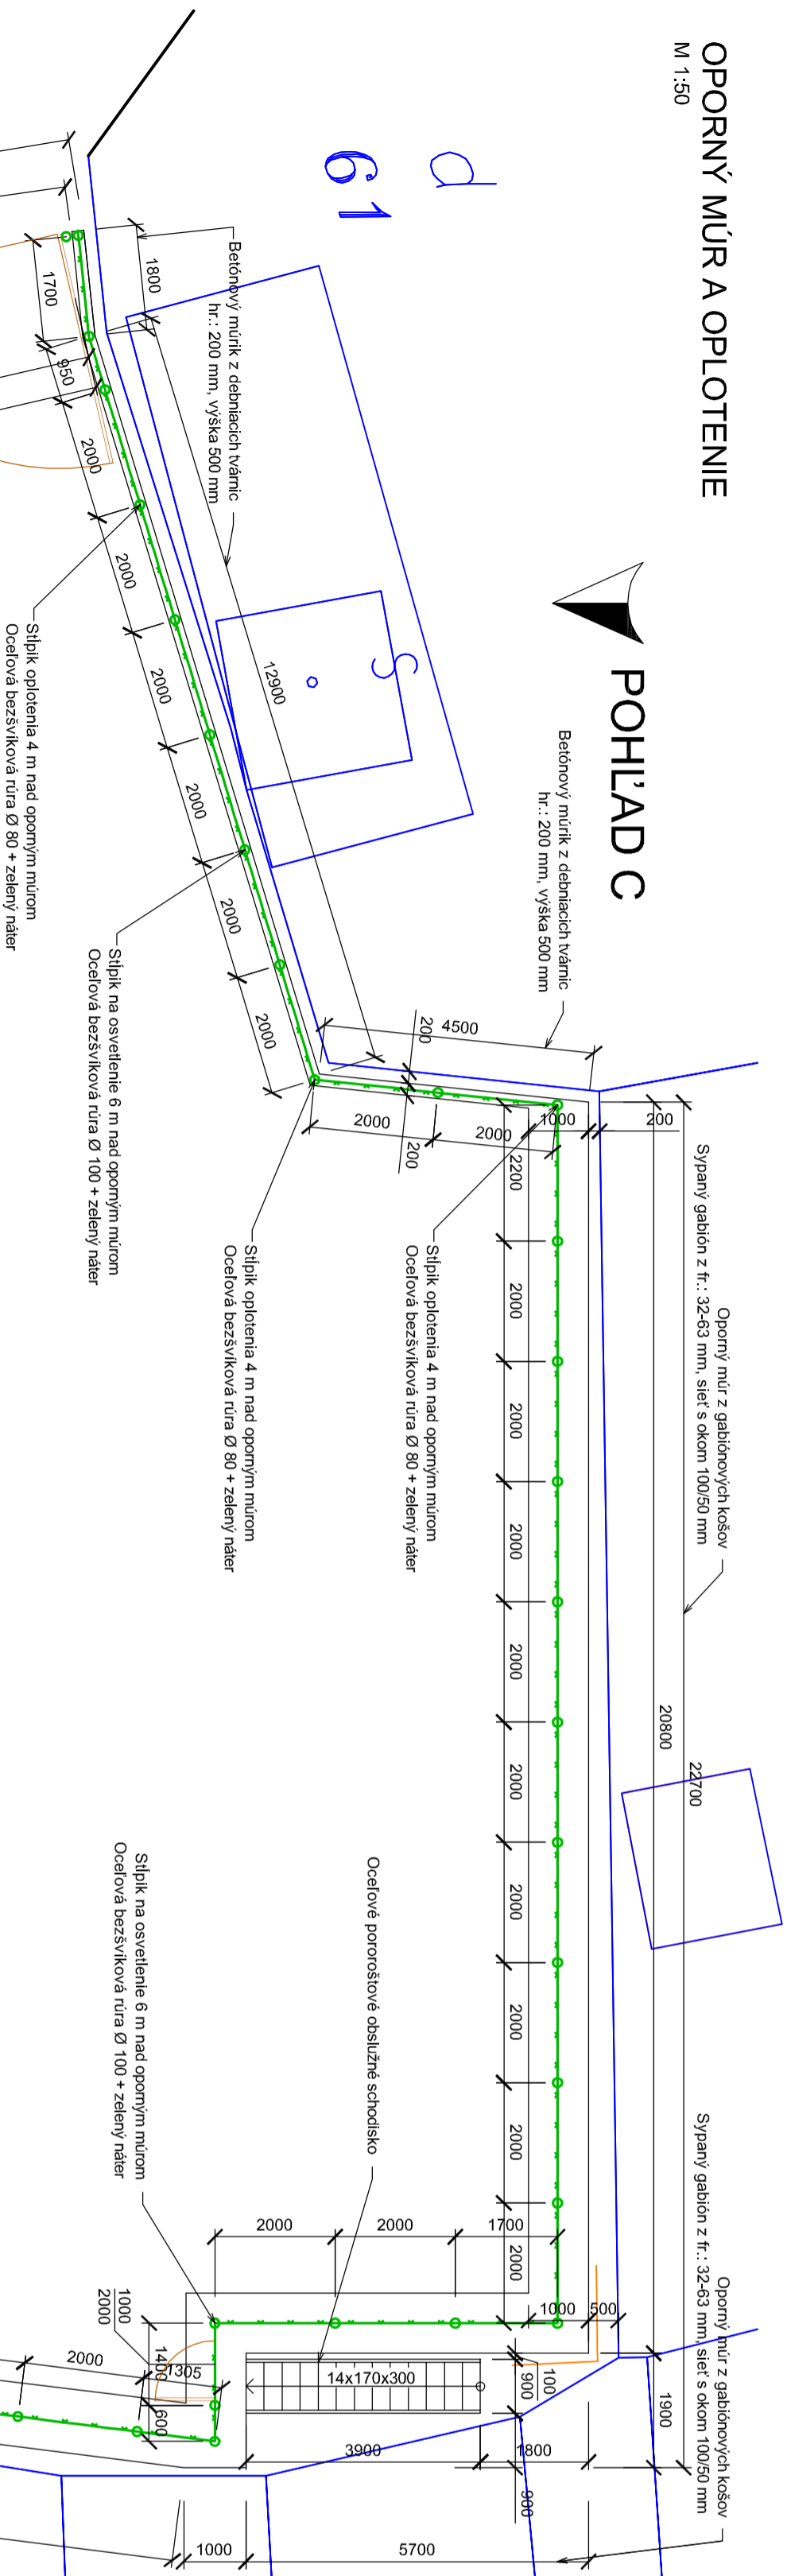 OPORNÝ MÚR A OPLOTENIE
M 1:50
POHĽAD C
d
61
S
Betónový múrik z debniacich tvárnic
hr.: 200 mm, výška 500 mm
1800
1700
950
2000
2000
2000
2000
2000
2000
12900
Stĺpik oplotenia 4 m nad oporným múrom
Oceľová bezšvíková rúra Ø 80 + zelený náter
Stĺpik na osvetlenie 6 m nad oporným múrom
Oceľová bezšvíková rúra Ø 100 + zelený náter
Betónový múrik z debniacich tvárnic
hr.: 200 mm, výška 500 mm
4500
200
2000
2000
200
1000
200
2200
Stĺpik oplotenia 4 m nad oporným múrom
Oceľová bezšvíková rúra Ø 80 + zelený náter
Stĺpik oplotenia 4 m nad oporným múrom
Oceľová bezšvíková rúra Ø 80 + zelený náter
Oporný múr z gabiónových košov
Sypaný gabión z fr.: 32-63 mm, sieť s okom 100/50 mm
2000
2000
2000
2000
2000
2000
2000
2000
2000
20800
22700
Oceľové pororoštové obslužné schodisko
Stĺpik na osvetlenie 6 m nad oporným múrom
Oceľová bezšvíková rúra Ø 100 + zelený náter
Oporný múr z gabiónových košov
Sypaný gabión z fr.: 32-63 mm, sieť s okom 100/50 mm
2000
2000
1700
1000
500
1000
2000
1400
1305
2000
600
14x170x300
100
900
1900
3900
1800
900
1000
5700